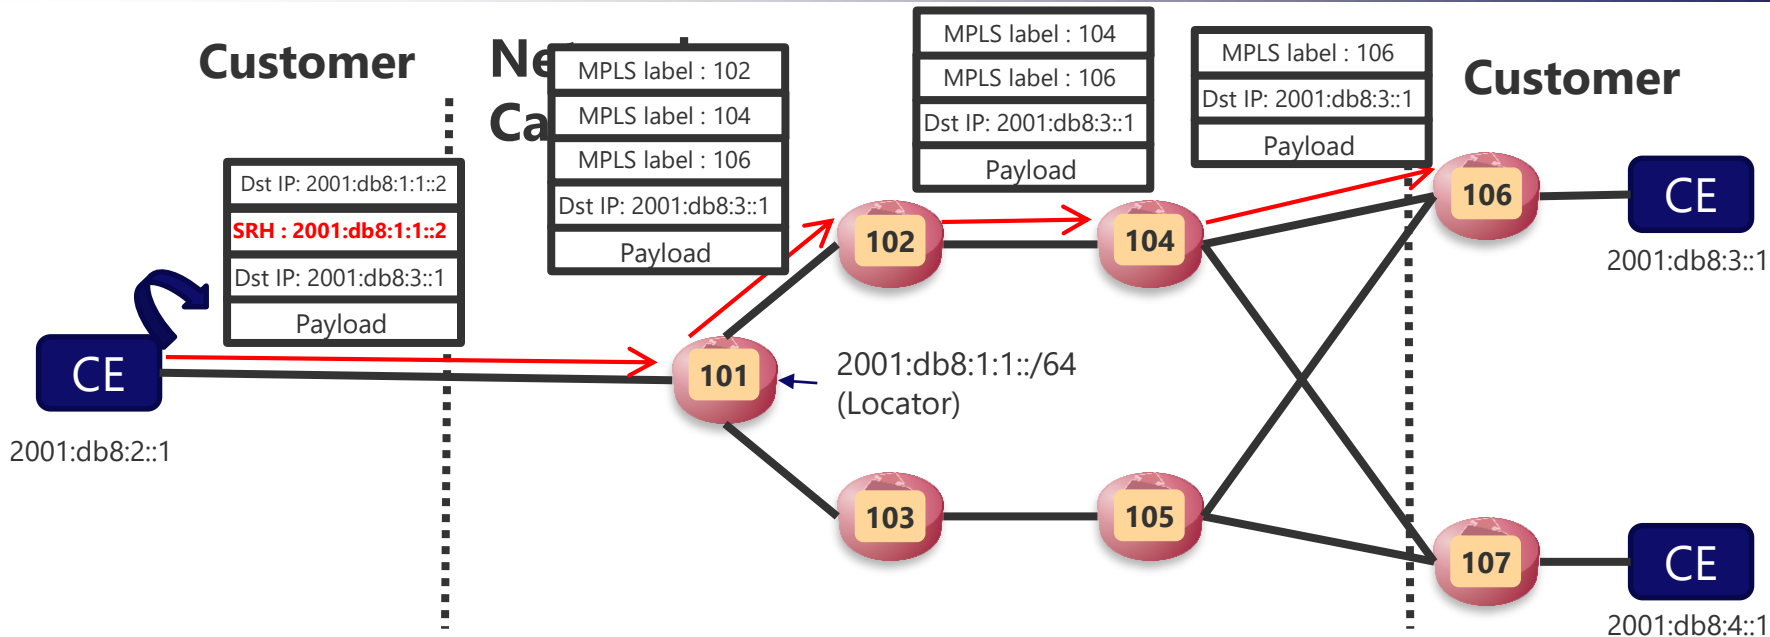 Customer
Dst IP: 2001:db8:1:1::2
SRH : 2001:db8:1:1::2
Dst IP: 2001:db8:3::1
Payload
CE
2001:db8:2::1
MPLS label : 102
MPLS label : 104
MPLS label : 106
Dst IP: 2001:db8:3::1
Payload
MPLS label : 104
MPLS label : 106
Dst IP: 2001:db8:3::1
Payload
MPLS label : 106
Dst IP: 2001:db8:3::1
Payload
Customer
101
2001:db8:1:1::/64
(Locator)
102
104
106
CE
2001:db8:3::1
103
105
107
CE
2001:db8:4::1